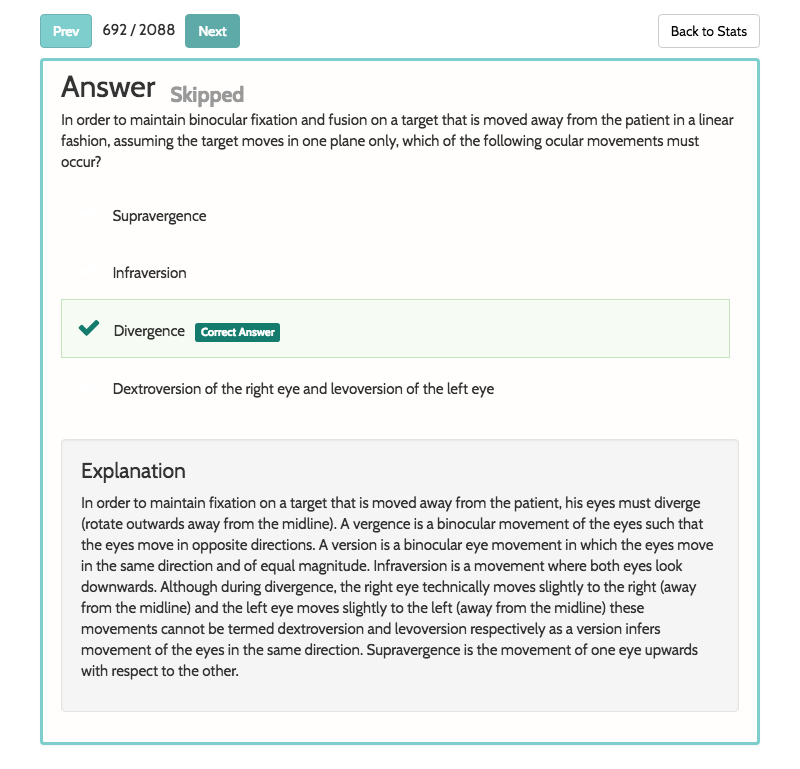 Prev 692 / 2088 Next Back to Stats
Answer Skipped
In order to maintain binocular fixation and fusion on a target that is moved away from the patient in a linear
fashion, assuming the target moves in one plane only, which of the following ocular movements must
occur?
Supravergence
Infraversion
Divergence Correct Answer
Dextroversion of the right eye and levoversion of the left eye
Explanation
In order to maintain fixation on a target that is moved away from the patient, his eyes must diverge
(rotate outwards away from the midline). A vergence is a binocular movement of the eyes such that
the eyes move in opposite directions. A version is a binocular eye movement in which the eyes move
in the same direction and of equal magnitude. Infraversion is a movement where both eyes look
downwards. Although during divergence, the right eye technically moves slightly to the right (away
from the midline) and the left eye moves slightly to the left (away from the midline) these
movements cannot be termed dextroversion and levoversion respectively as a version infers
movement of the eyes in the same direction. Supravergence is the movement of one eye upwards
with respect to the other.